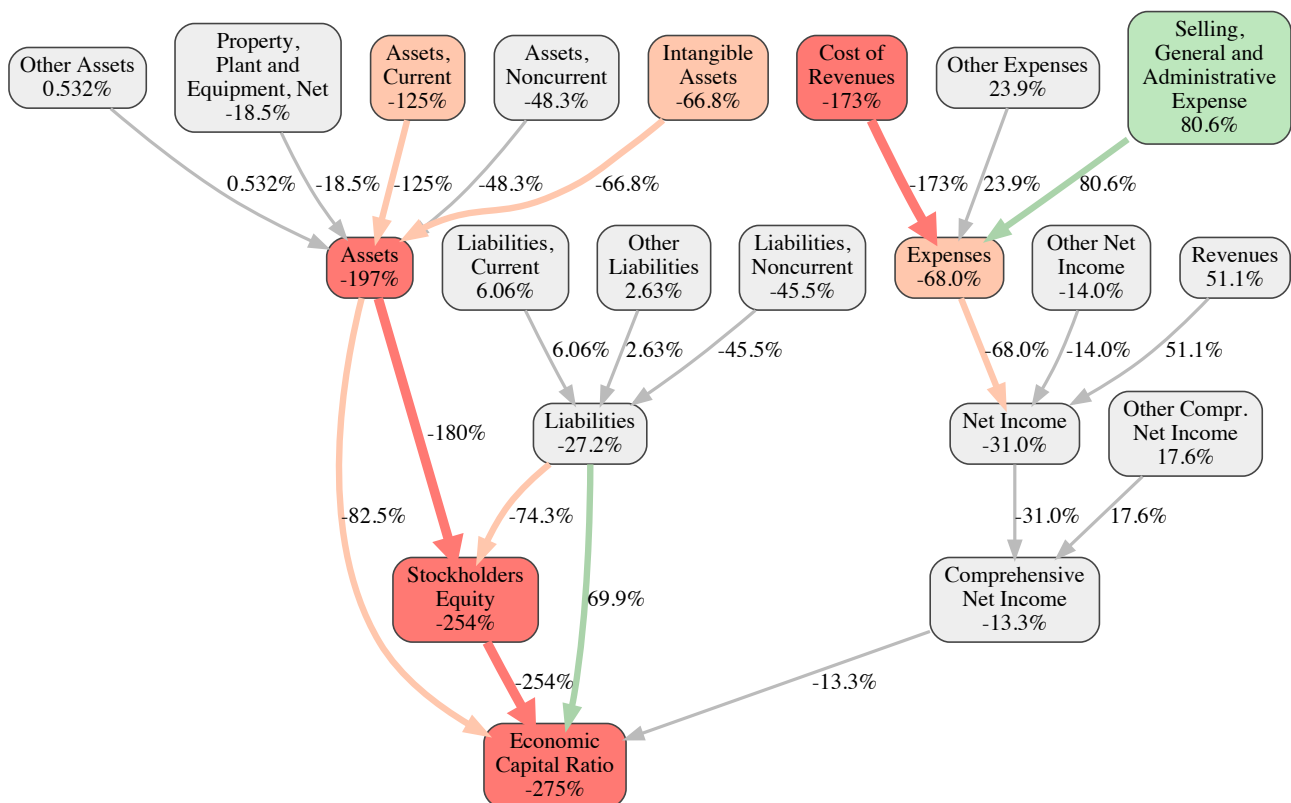 Other Assets
0.532%
Property,
Plant and
Equipment, Net
-18.5%
Assets,
Current
-125%
Assets,
Noncurrent
-48.3%
Intangible
Assets
-66.8%
Cost of
Revenues
-173%
Other Expenses
23.9%
Selling,
General and
Administrative
Expense
80.6%
0.532%
-18.5%
-125%
-48.3%
-66.8%
-173%
23.9%
80.6%
Assets
-197%
Liabilities,
Current
6.06%
Other
Liabilities
2.63%
Liabilities,
Noncurrent
-45.5%
Expenses
-68.0%
Other Net
Income
-14.0%
Revenues
51.1%
6.06%
2.63%
-45.5%
-68.0%
-14.0%
51.1%
-180%
Liabilities
-27.2%
Net Income
-31.0%
Other Compr.
Net Income
17.6%
-82.5%
-74.3%
-31.0%
17.6%
Stockholders
Equity
-254%
69.9%
Comprehensive
Net Income
-13.3%
-254%
-13.3%
Economic
Capital Ratio
-275%